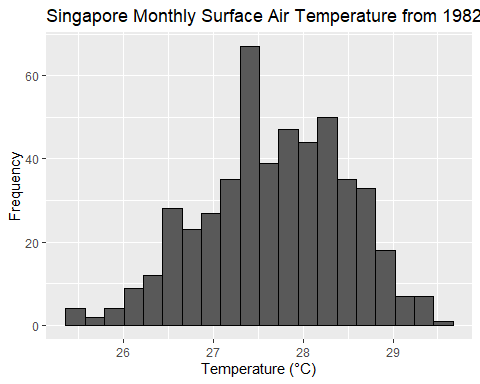 Singapore Monthly Surface Air Temperature from 1982
60
40
20
0
Frequency
26 27 28 29
Temperature (°C)